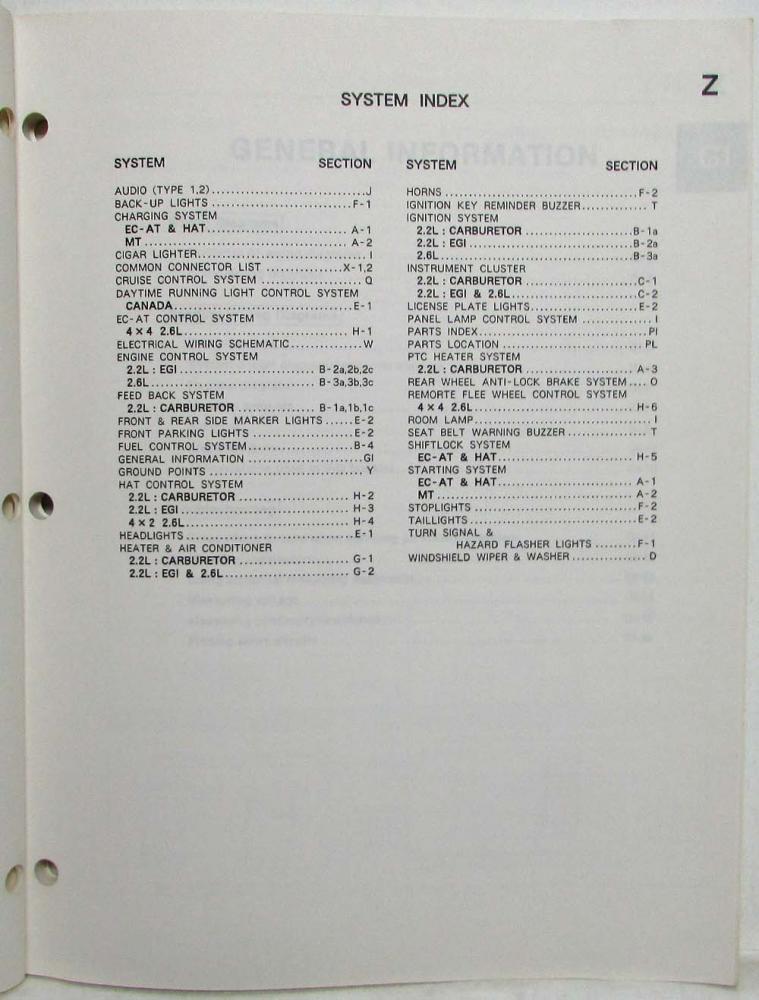 Z
SYSTEM INDEX
SYSTEM SECTION
AUDIO (TYPE 1,2)..............................J
BACK-UP LIGHTS ...........................F-1
CHARGING SYSTEM
EC-AT & HAT........................... A-1
MT....................................... A-2
CIGAR LIGHTER.................................I
COMMON CONNECTOR LIST ...............X-1,2
CRUISE CONTROL SYSTEM .................... Q
DAYTIME RUNNING LIGHT CONTROL SYSTEM
CANADA...................................E-1
EC-AT CONTROL SYSTEM
4×4 2.6L................................ H-1
ELECTRICAL WIRING SCHEMATIC..............W
ENGINE CONTROL SYSTEM
2.2L : EGI .......................... B-2a,2b,2c
2.6L................................ B-3a,3b,3c
FEED BACK SYSTEM
2.2L : CARBURETOR ............... B-1a,1b,1c
FRONT & REAR SIDE MARKER LIGHTS ......E-2
FRONT PARKING LIGHTS ....................E-2
FUEL CONTROL SYSTEM.....................B-4
GENERAL INFORMATION .......................GI
GROUND POINTS ..............................Y
HAT CONTROL SYSTEM
2.2L : CARBURETOR ..................... H-2
2.2L : EGI ................................ H-3
4×2 2.6L................................ H-4
HEADLIGHTS.................................E-1
HEATER & AIR CONDITIONER
2.2L : CARBURETOR ..................... G-1
2.2L : EGI & 2.6L........................ G-2
SYSTEM SECTION
HORNS .....................................F-2
IGNITION KEY REMINDER BUZZER............. T
IGNITION SYSTEM
2.2L : CARBURETOR .....................B-1a
2.2L : EGI................................B-2a
2.6L......................................B-3a
INSTRUMENT CLUSTER
2.2L : CARBURETOR ......................C-1
2.2L : EGI & 2.6L.........................C-2
LICENSE PLATE LIGHTS.....................E-2
PANEL LAMP CONTROL SYSTEM ..............I
PARTS INDEX.................................PI
PARTS LOCATION ........................... PL
PTC HEATER SYSTEM
2.2L : CARBURETOR ..................... A-3
REAR WHEEL ANTI-LOCK BRAKE SYSTEM.... O
REMORTE FLEE WHEEL CONTROL SYSTEM
4×4 2.6L............................... H-6
ROOM LAMP...................................I
SEAT BELT WARNING BUZZER............... T
SHIFTLOCK SYSTEM
EC-AT & HAT.......................... H-5
STARTING SYSTEM
EC-AT & HAT.......................... A-1
MT...................................... A-2
STOPLIGHTS ................................F-2
TAILLIGHTS ................................E-2
TURN SIGNAL &
HAZARD FLASHER LIGHTS .........F-1
WINDSHIELD WIPER & WASHER.............. D